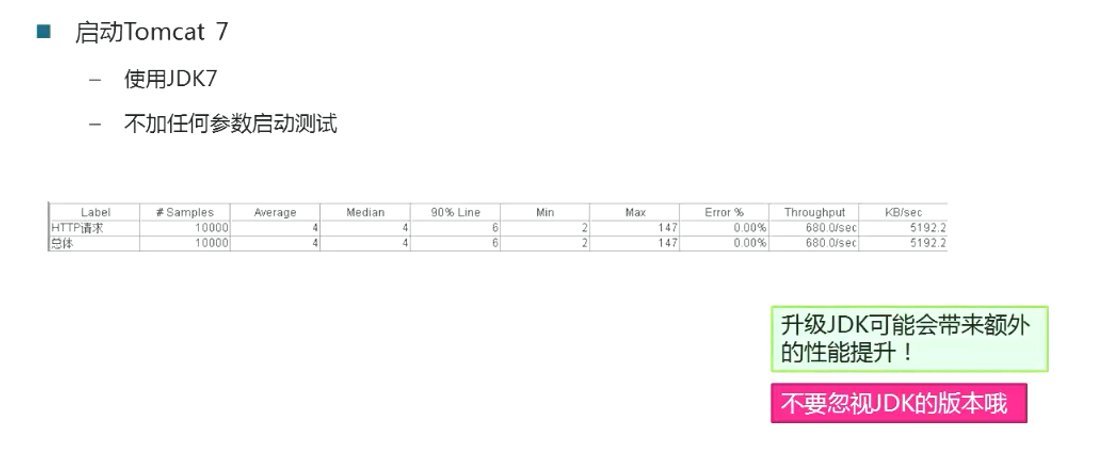 启动Tomcat 7
– 使用JDK7
– 不加任何参数启动测试
Label # Samples Average Median 90% Line Min Max Error % Throughput KB/sec
HTTP请求 10000 4 4 6 2 147 0.00% 680.0/sec 5192.2
总体 10000 4 4 6 2 147 0.00% 680.0/sec 5192.2
升级JDK可能会带来额外
的性能提升！
不要忽视JDK的版本哦